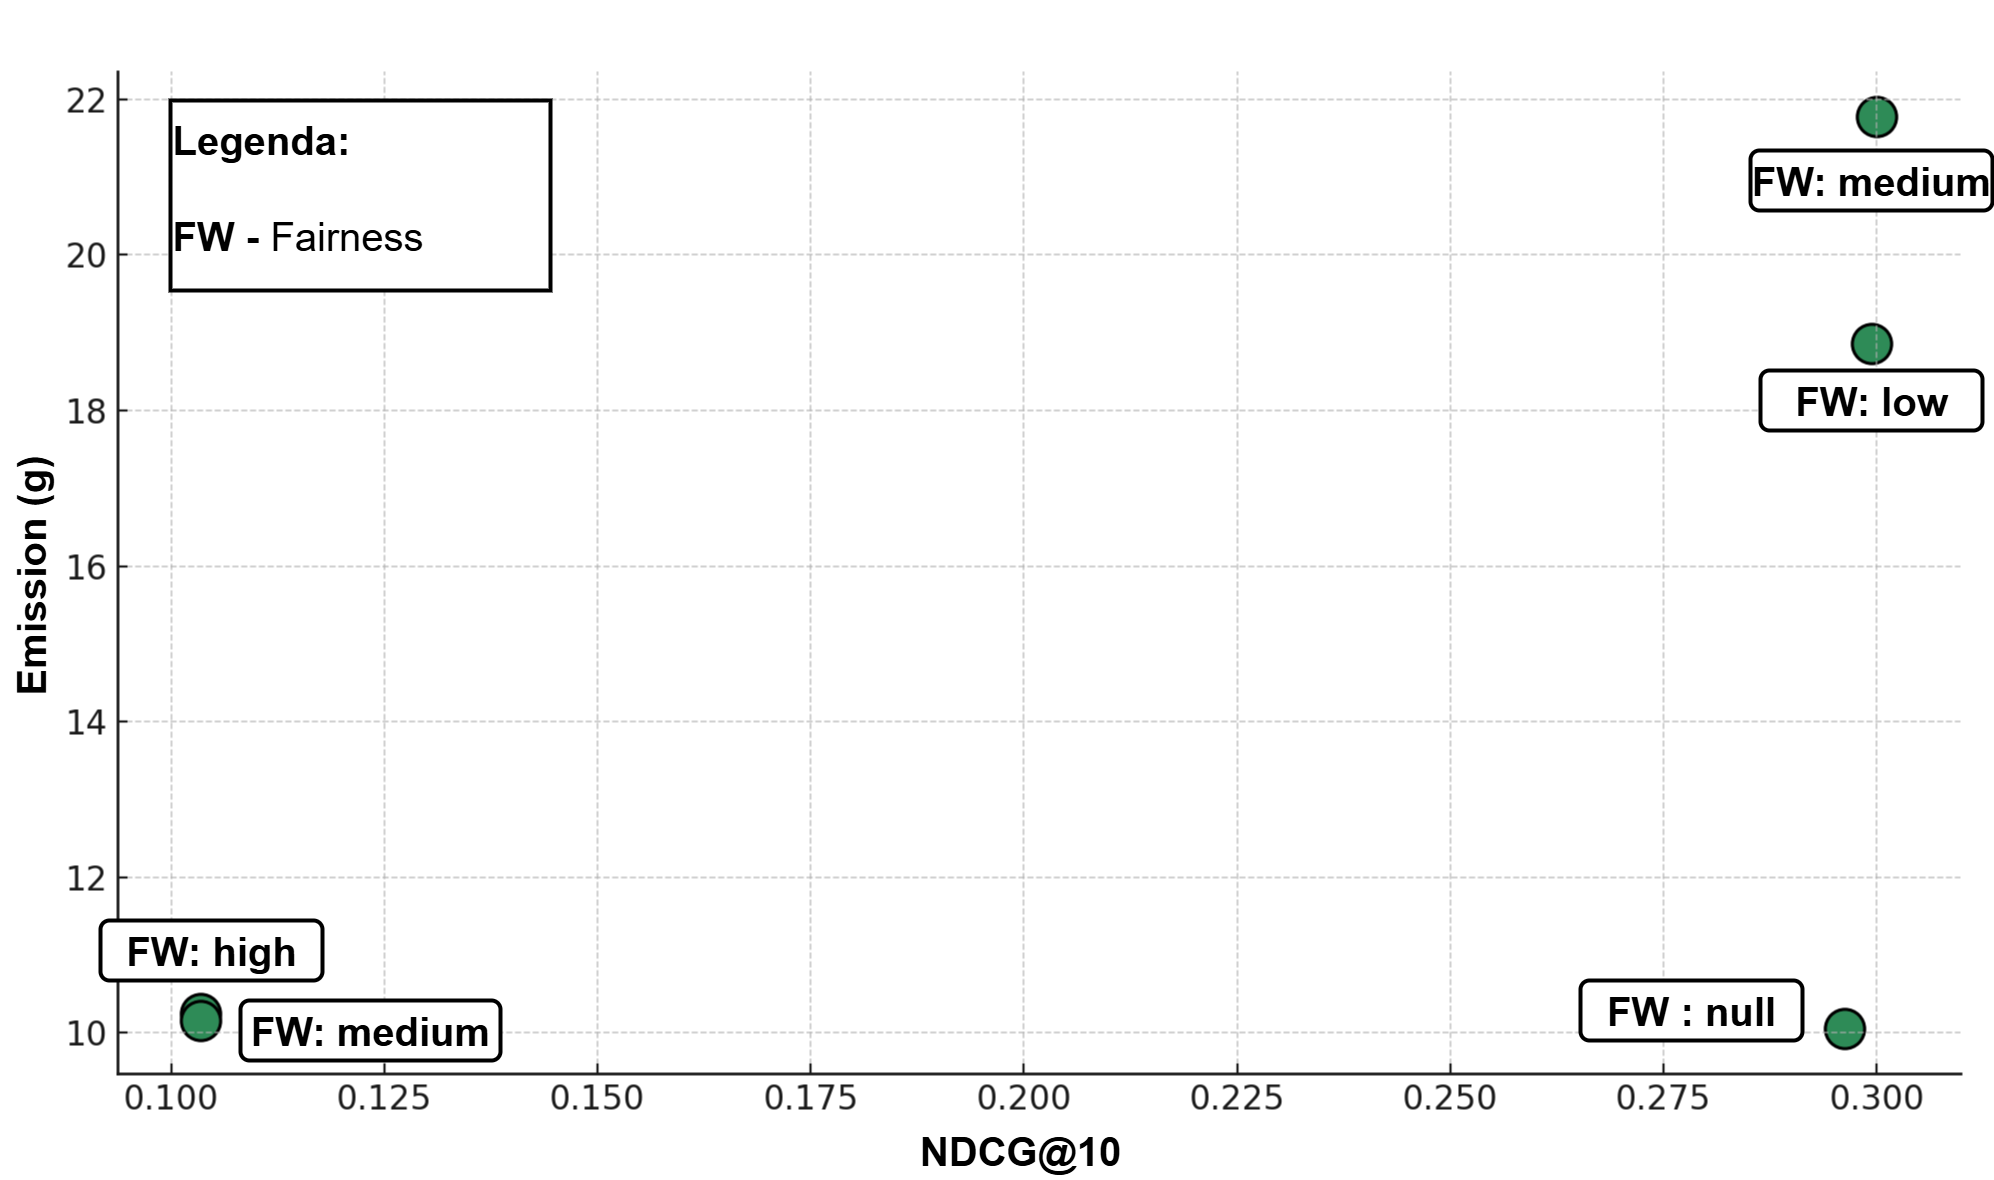 22
Legenda:
FW - Fairness
FW: medium
20
FW: low
18
Emission (g)
16
14
12
FW: high
FW: medium
FW : null
10
0.100 0.125 0.150 0.175 0.200 0.225 0.250 0.275 0.300
NDCG@10